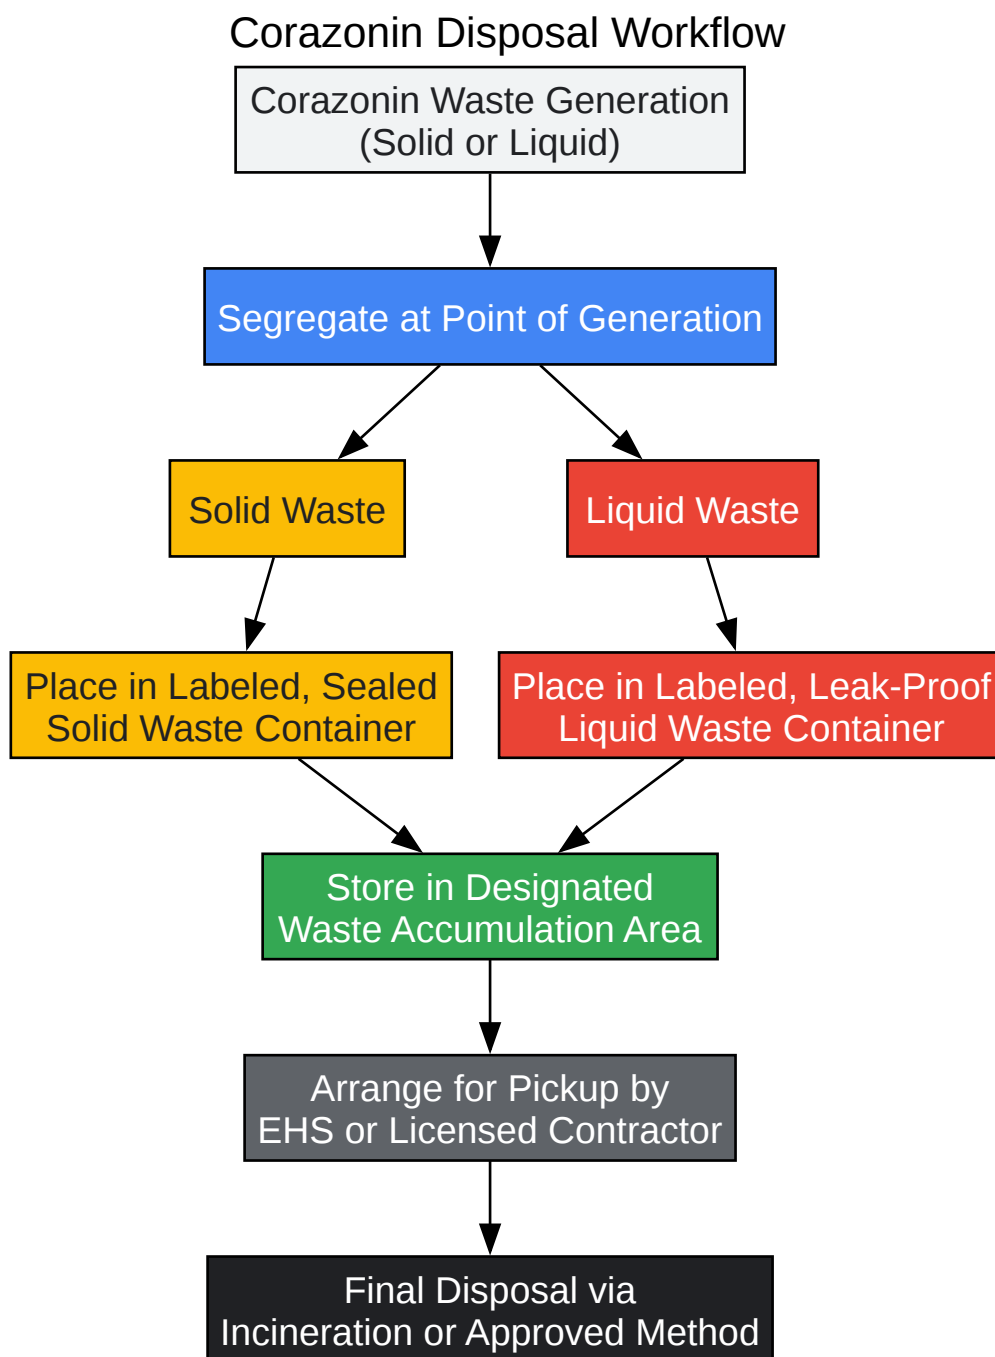 Corazonin Disposal Workflow
Corazonin Waste Generation
(Solid or Liquid)
Segregate at Point of Generation
Solid Waste
Liquid Waste
Place in Labeled, Sealed
Solid Waste Container
Place in Labeled, Leak-Proof
Liquid Waste Container
Store in Designated
Waste Accumulation Area
Arrange for Pickup by
EHS or Licensed Contractor
Final Disposal via
Incineration or Approved Method